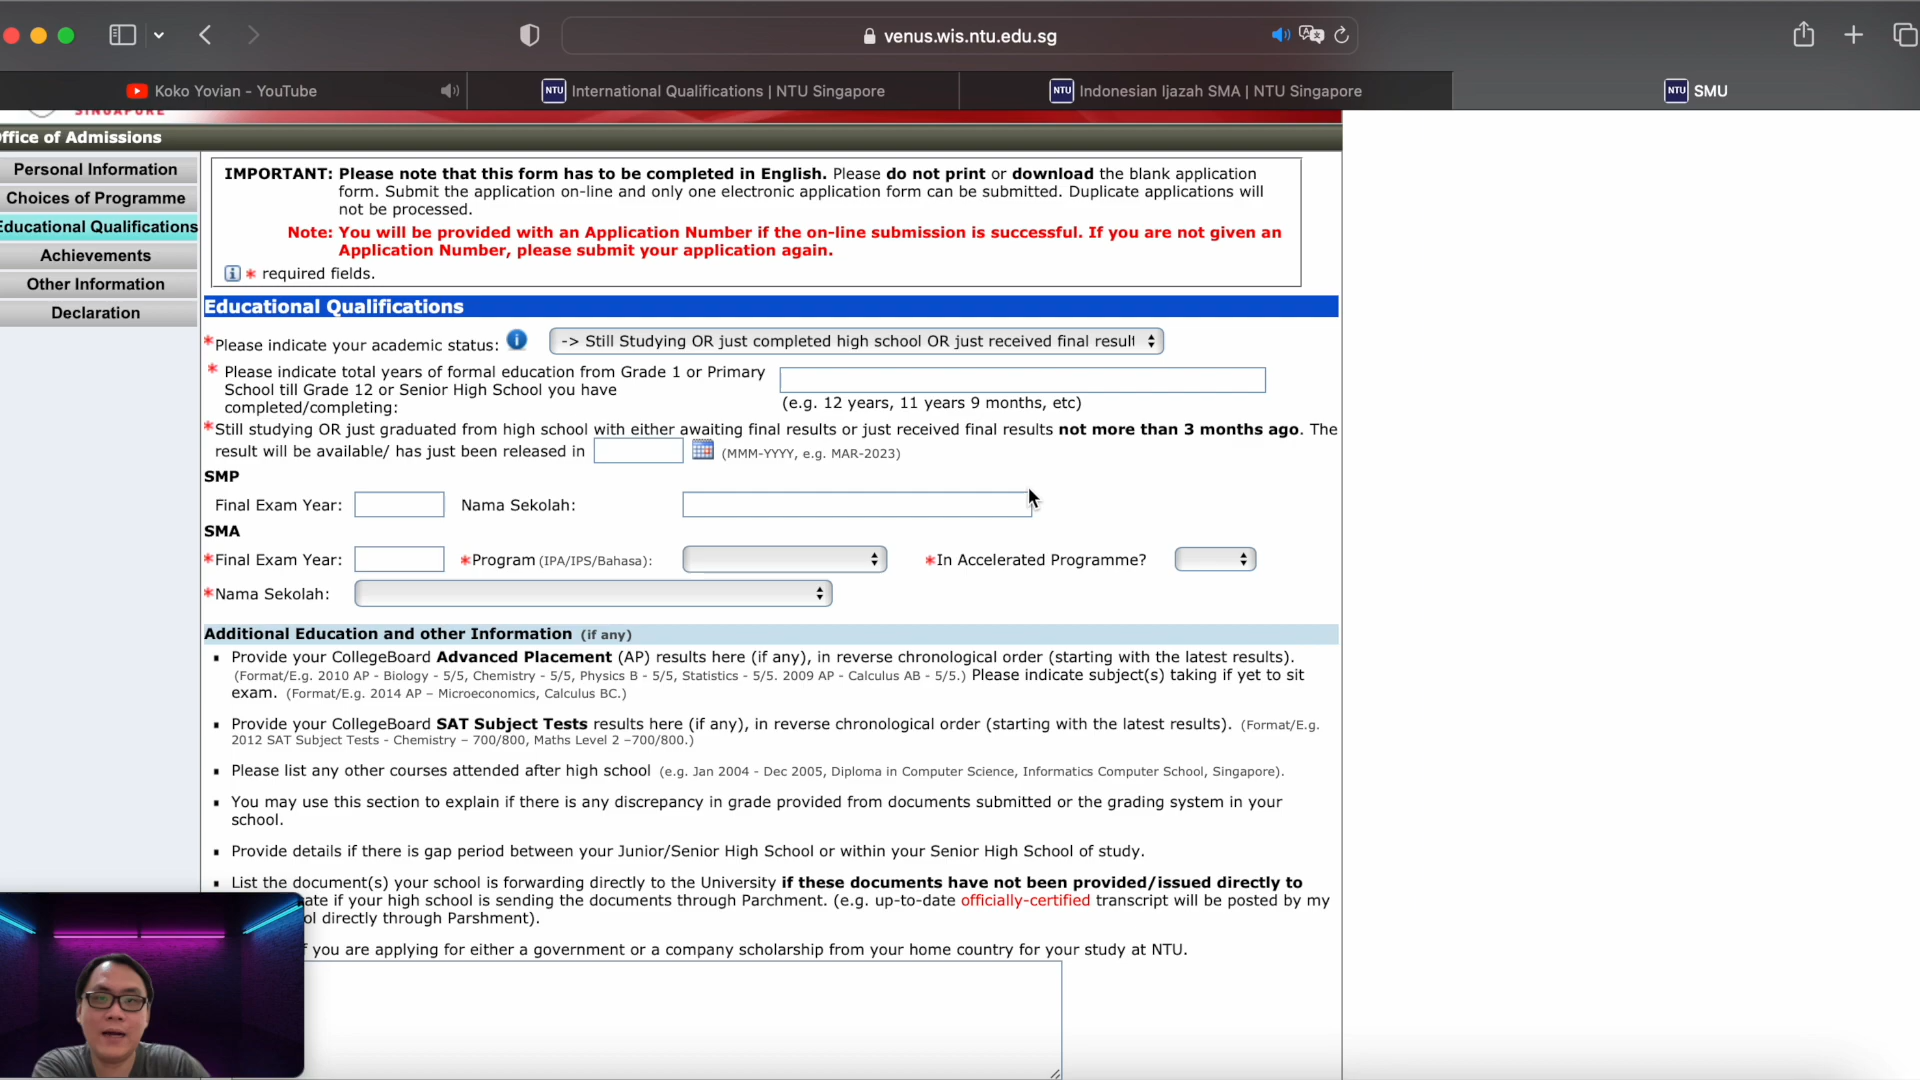 venus.wis.ntu.edu.sg
Koko Yovian - YouTube
NTU International Qualifications | NTU Singapore
NTU Indonesian Ijazah SMA | NTU Singapore
NTU SMU
SINGAPORE
ffice of Admissions
Personal Information
Choices of Programme
Educational Qualifications
Achievements
Other Information
Declaration
IMPORTANT: Please note that this form has to be completed in English. Please do not print or download the blank application
form. Submit the application on-line and only one electronic application form can be submitted. Duplicate applications will
not be processed.
Note: You will be provided with an Application Number if the on-line submission is successful. If you are not given an
Application Number, please submit your application again.
* required fields.
Educational Qualifications
*Please indicate your academic status: -> Still Studying OR just completed high school OR just received final result
* Please indicate total years of formal education from Grade 1 or Primary
School till Grade 12 or Senior High School you have
completed/completing:
(e.g. 12 years, 11 years 9 months, etc)
*Still studying OR just graduated from high school with either awaiting final results or just received final results not more than 3 months ago. The
result will be available/ has just been released in (MMM-YYYY, e.g. MAR-2023)
SMP
Final Exam Year: Nama Sekolah:
SMA
*Final Exam Year: *Program (IPA/IPS/Bahasa): *In Accelerated Programme?
*Nama Sekolah:
Additional Education and other Information (if any)
▪ Provide your CollegeBoard Advanced Placement (AP) results here (if any), in reverse chronological order (starting with the latest results).
(Format/E.g. 2010 AP - Biology - 5/5, Chemistry - 5/5, Physics B - 5/5, Statistics - 5/5. 2009 AP - Calculus AB - 5/5.) Please indicate subject(s) taking if yet to sit
exam. (Format/E.g. 2014 AP – Microeconomics, Calculus BC.)
▪ Provide your CollegeBoard SAT Subject Tests results here (if any), in reverse chronological order (starting with the latest results). (Format/E.g.
2012 SAT Subject Tests - Chemistry – 700/800, Maths Level 2 –700/800.)
▪ Please list any other courses attended after high school (e.g. Jan 2004 - Dec 2005, Diploma in Computer Science, Informatics Computer School, Singapore).
▪ You may use this section to explain if there is any discrepancy in grade provided from documents submitted or the grading system in your
school.
▪ Provide details if there is gap period between your Junior/Senior High School or within your Senior High School of study.
▪ List the document(s) your school is forwarding directly to the University if these documents have not been provided/issued directly to
ate if your high school is sending the documents through Parchment. (e.g. up-to-date officially-certified transcript will be posted by my
ol directly through Parshment).
f you are applying for either a government or a company scholarship from your home country for your study at NTU.